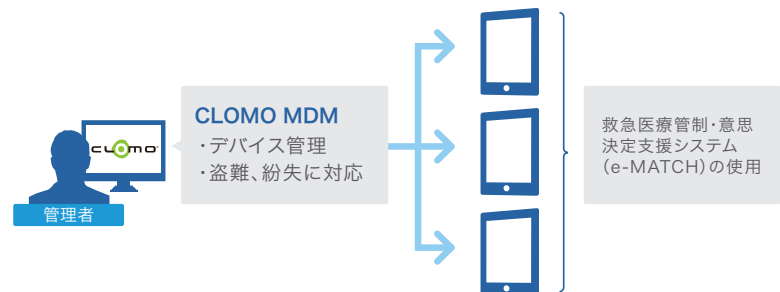 CLOMO
管理者
CLOMO MDM
・デバイス管理
・盗難、紛失に対応
救急医療管制・意思
決定支援システム
（e-MATCH）の使用